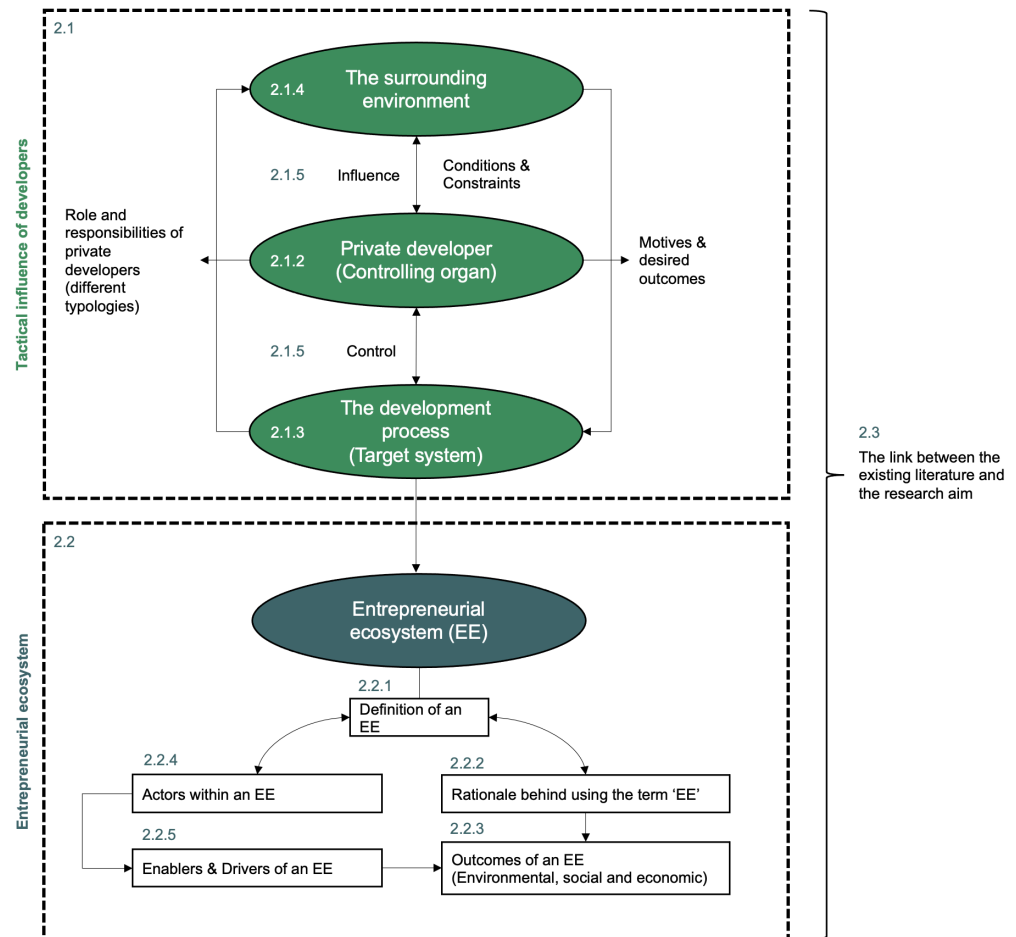 2.1
Tactical influence of developers
2.1.4
The surrounding
environment
2.1.5
Influence
Conditions &
Constraints
Role and
responsibilities of
private
developers
(different
typologies)
2.1.2
Private developer
(Controlling organ)
Motives &
desired
outcomes
2.1.5
Control
2.1.3
The development
process
(Target system)
2.3
The link between the
existing literature and
the research aim
2.2
Entrepreneurial ecosystem
Entrepreneurial
ecosystem (EE)
2.2.1
Definition of an
EE
2.2.4
Actors within an EE
2.2.2
Rationale behind using the term ‘EE’
2.2.5
Enablers & Drivers of an EE
2.2.3
Outcomes of an EE
(Environmental, social and economic)